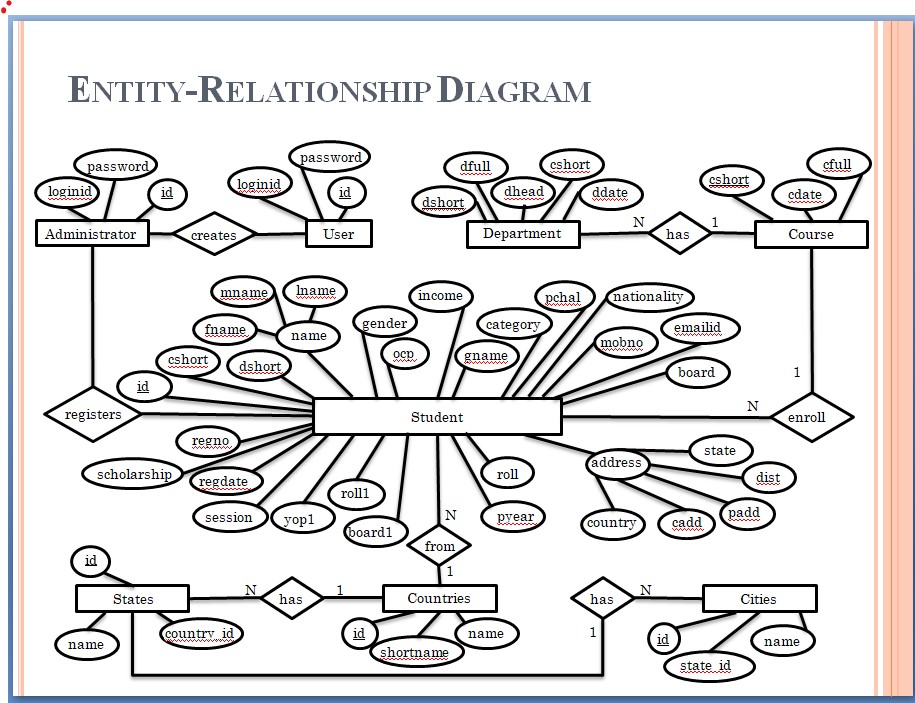 ENTITY-RELATIONSHIP DIAGRAM
password
loginid
id
Administrator
creates
password
loginid
id
User
dfull
cshort
dshort
dhead
ddate
Department
N
has
1
cfull
cshort
cdate
Course
mname
lname
fname
name
gender
income
ocp
category
gname
pchal
nationality
mobno
emailid
board
cshort
dshort
id
registers
Student
1
N
enroll
regno
scholarship
regdate
session
yop1
roll1
board1
roll
pyear
address
state
dist
padd
cadd
country
N
from
1
id
States
name
country_id
N
has
1
Countries
id
shortname
name
has
N
1
Cities
id
state_id
name